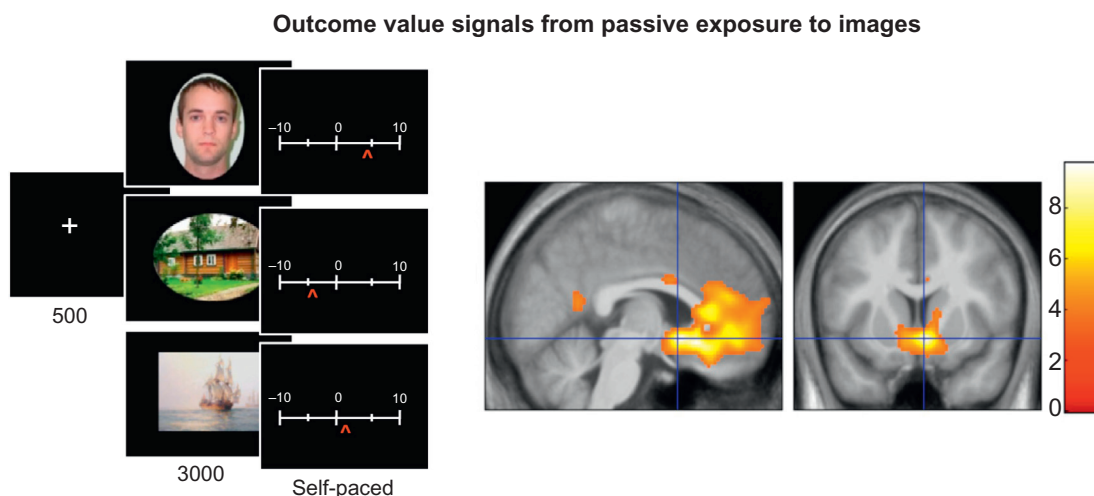 Outcome value signals from passive exposure to images
–10 0 10
^
+
500
–10 0 10
^
–10 0 10
^
3000
Self-paced
8
6
4
2
0